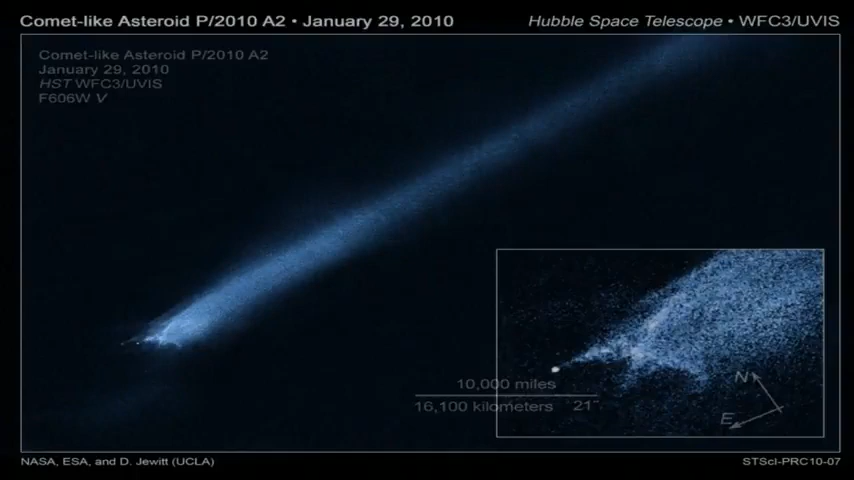 Comet-like Asteroid P/2010 A2 • January 29, 2010
Hubble Space Telescope • WFC3/UVIS
Comet-like Asteroid P/2010 A2
January 29, 2010
HST WFC3/UVIS
F606W V
10,000 miles
16,100 kilometers 21"
N
E
NASA, ESA, and D. Jewitt (UCLA)
STScI-PRC10-07